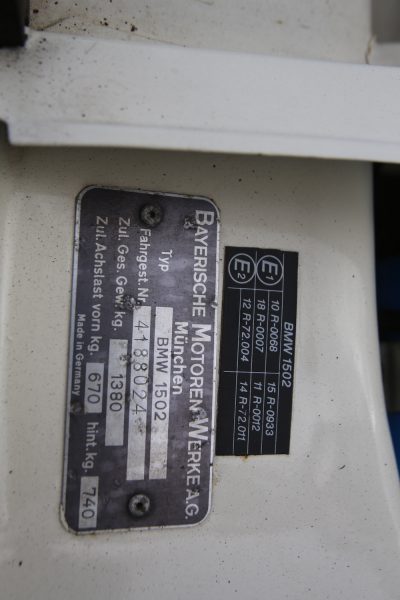 BAYERISCHE MOTOREN WERKE A.G.
München
Typ BMW 1502
Fahrgest. Nr. 4188024
Zul. Ges. Gew. kg. 1380
Zul. Achslast vorn kg. 670 hint. kg. 740
Made in Germany
BMW 1502
E1 10 R-0068 15 R-0933
18 R-0007 11 R-0012
E2 12 R-72.004 14 R-72.011